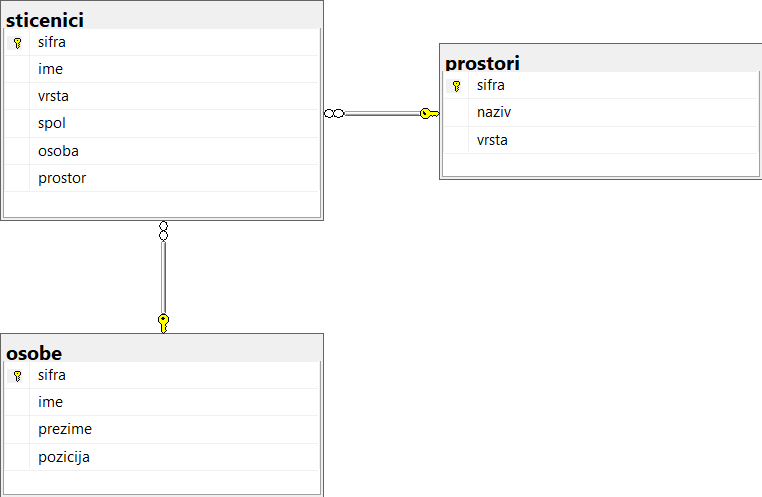 sticenici
sifra
ime
vrsta
spol
osoba
prostor
prostori
sifra
naziv
vrsta
osobe
sifra
ime
prezime
pozicija